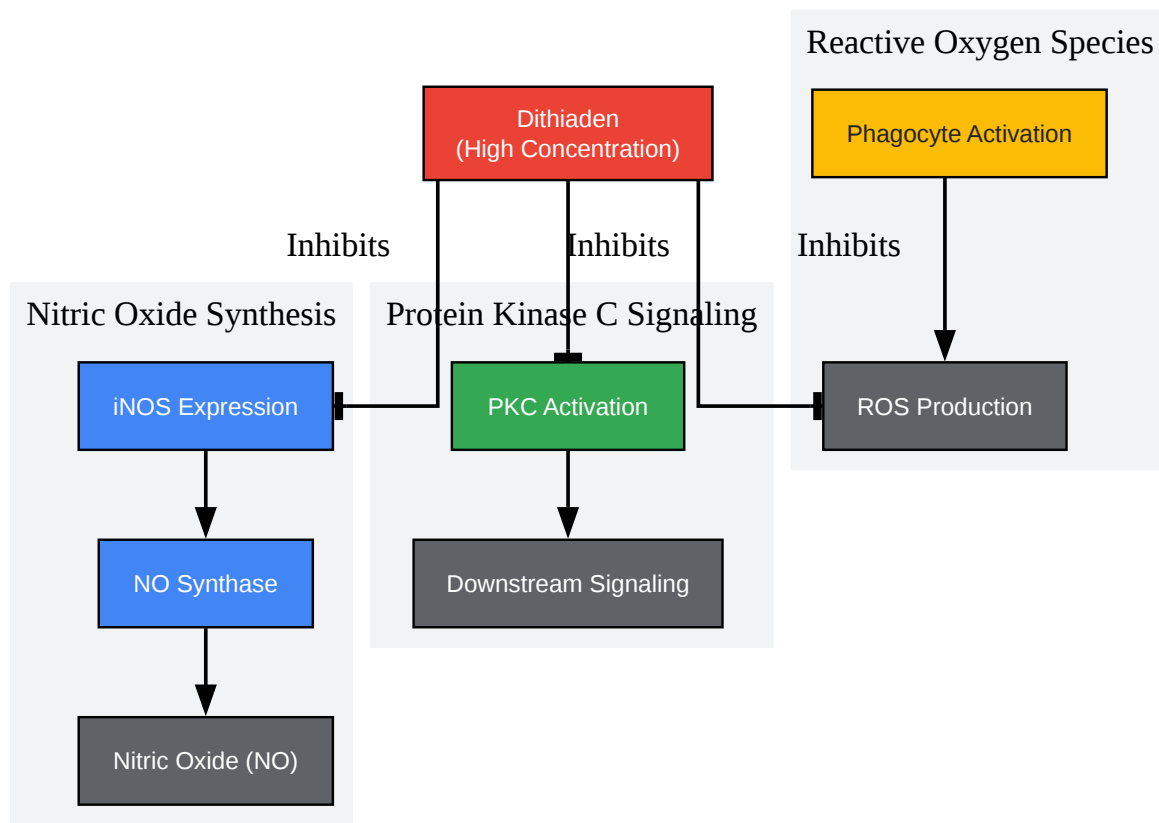 Reactive Oxygen Species
Dithiaden
(High Concentration)
Phagocyte Activation
Inhibits
Inhibits
Inhibits
Nitric Oxide Synthesis
Protein Kinase C Signaling
iNOS Expression
PKC Activation
ROS Production
NO Synthase
Downstream Signaling
Nitric Oxide (NO)